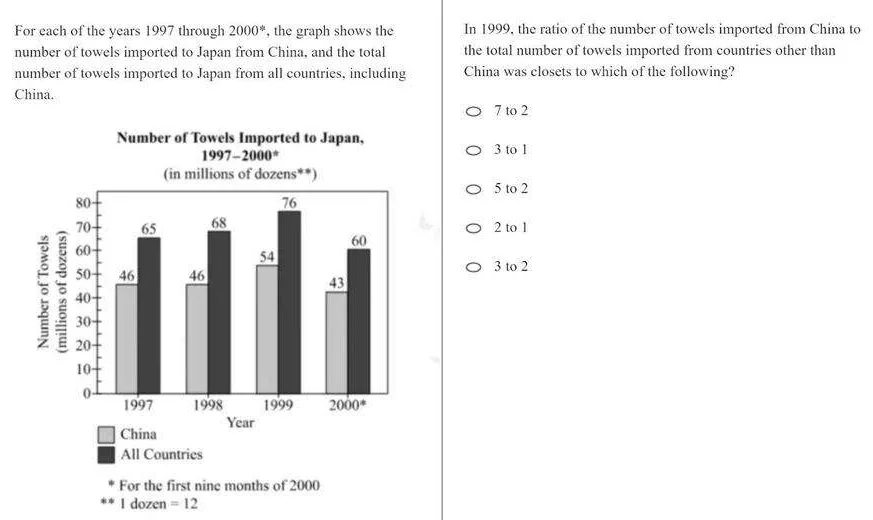 For each of the years 1997 through 2000*, the graph shows the
number of towels imported to Japan from China, and the total
number of towels imported to Japan from all countries, including
China.
Number of Towels Imported to Japan,
1997–2000*
(in millions of dozens**)
Number of Towels
(millions of dozens)
80
70
60
50
40
30
20
10
0
46
65
46
68
54
76
43
60
1997
1998
1999
2000*
Year
China
All Countries
* For the first nine months of 2000
** 1 dozen = 12
In 1999, the ratio of the number of towels imported from China to
the total number of towels imported from countries other than
China was closets to which of the following?
7 to 2
3 to 1
5 to 2
2 to 1
3 to 2